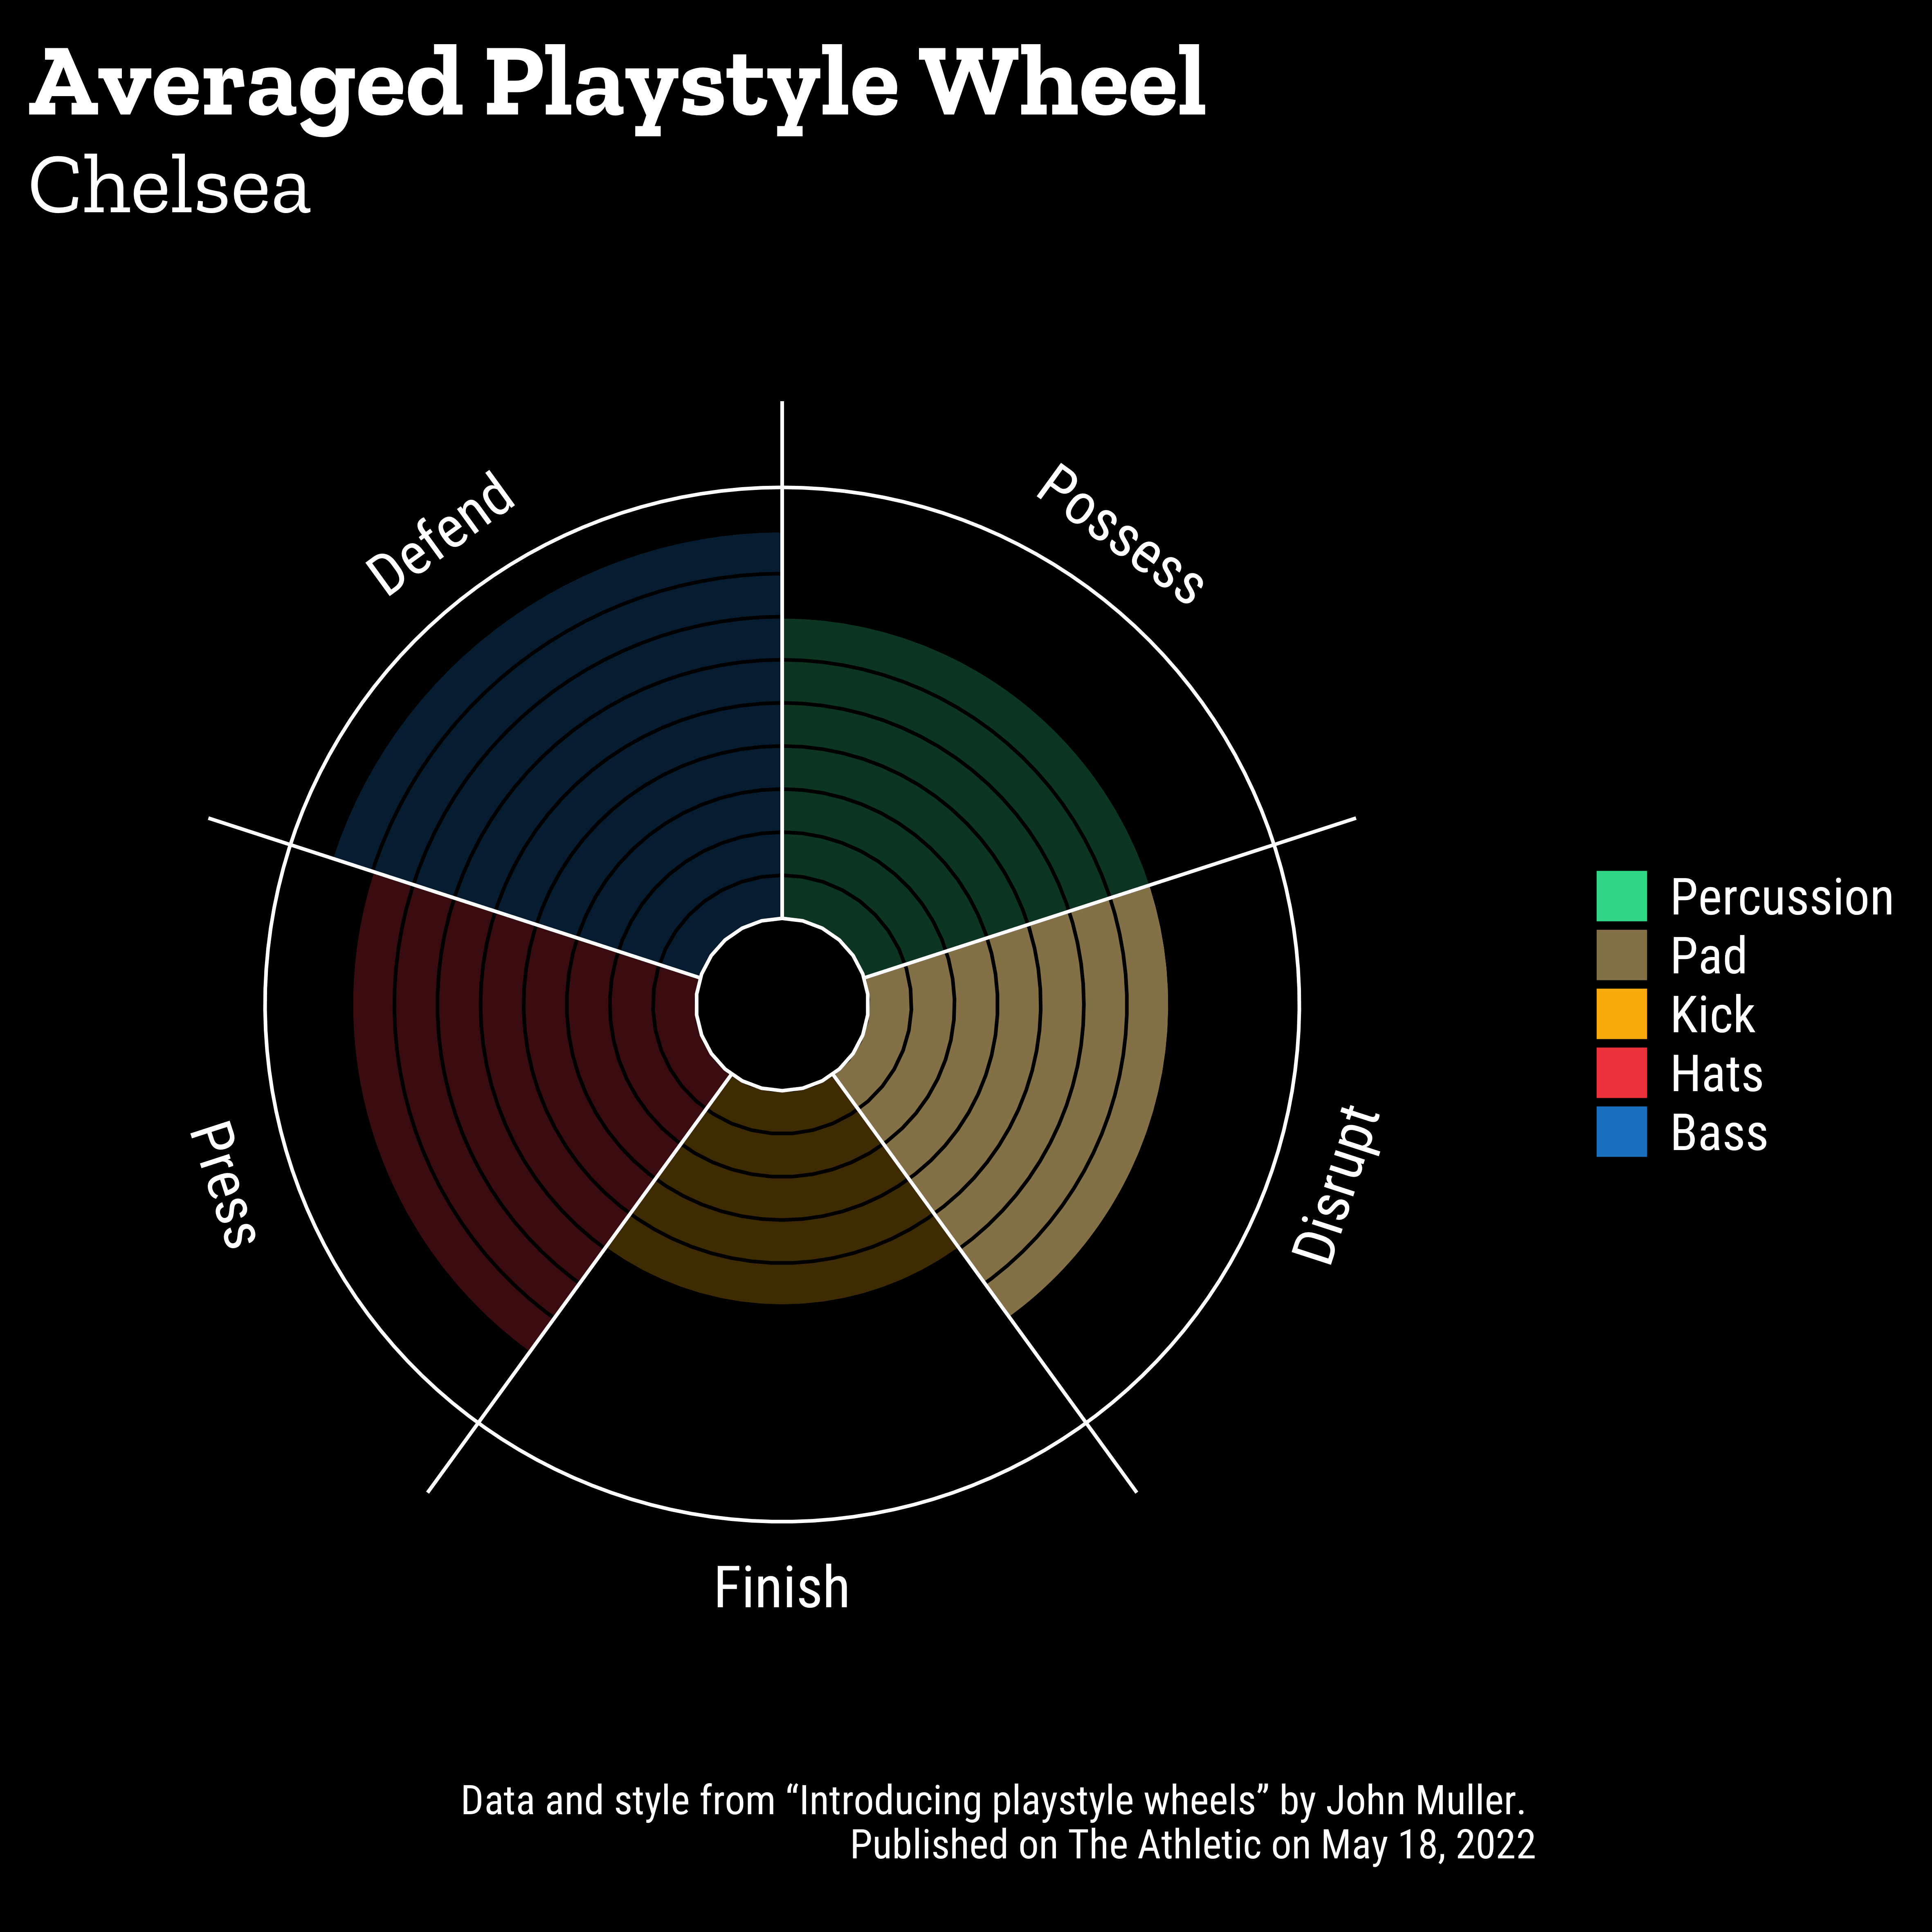 Averaged Playstyle Wheel
Chelsea
Defend
Possess
Percussion
Pad
Kick
Hats
Bass
Press
Disrupt
Finish
Data and style from “Introducing playstyle wheels” by John Muller.
Published on The Athletic on May 18, 2022